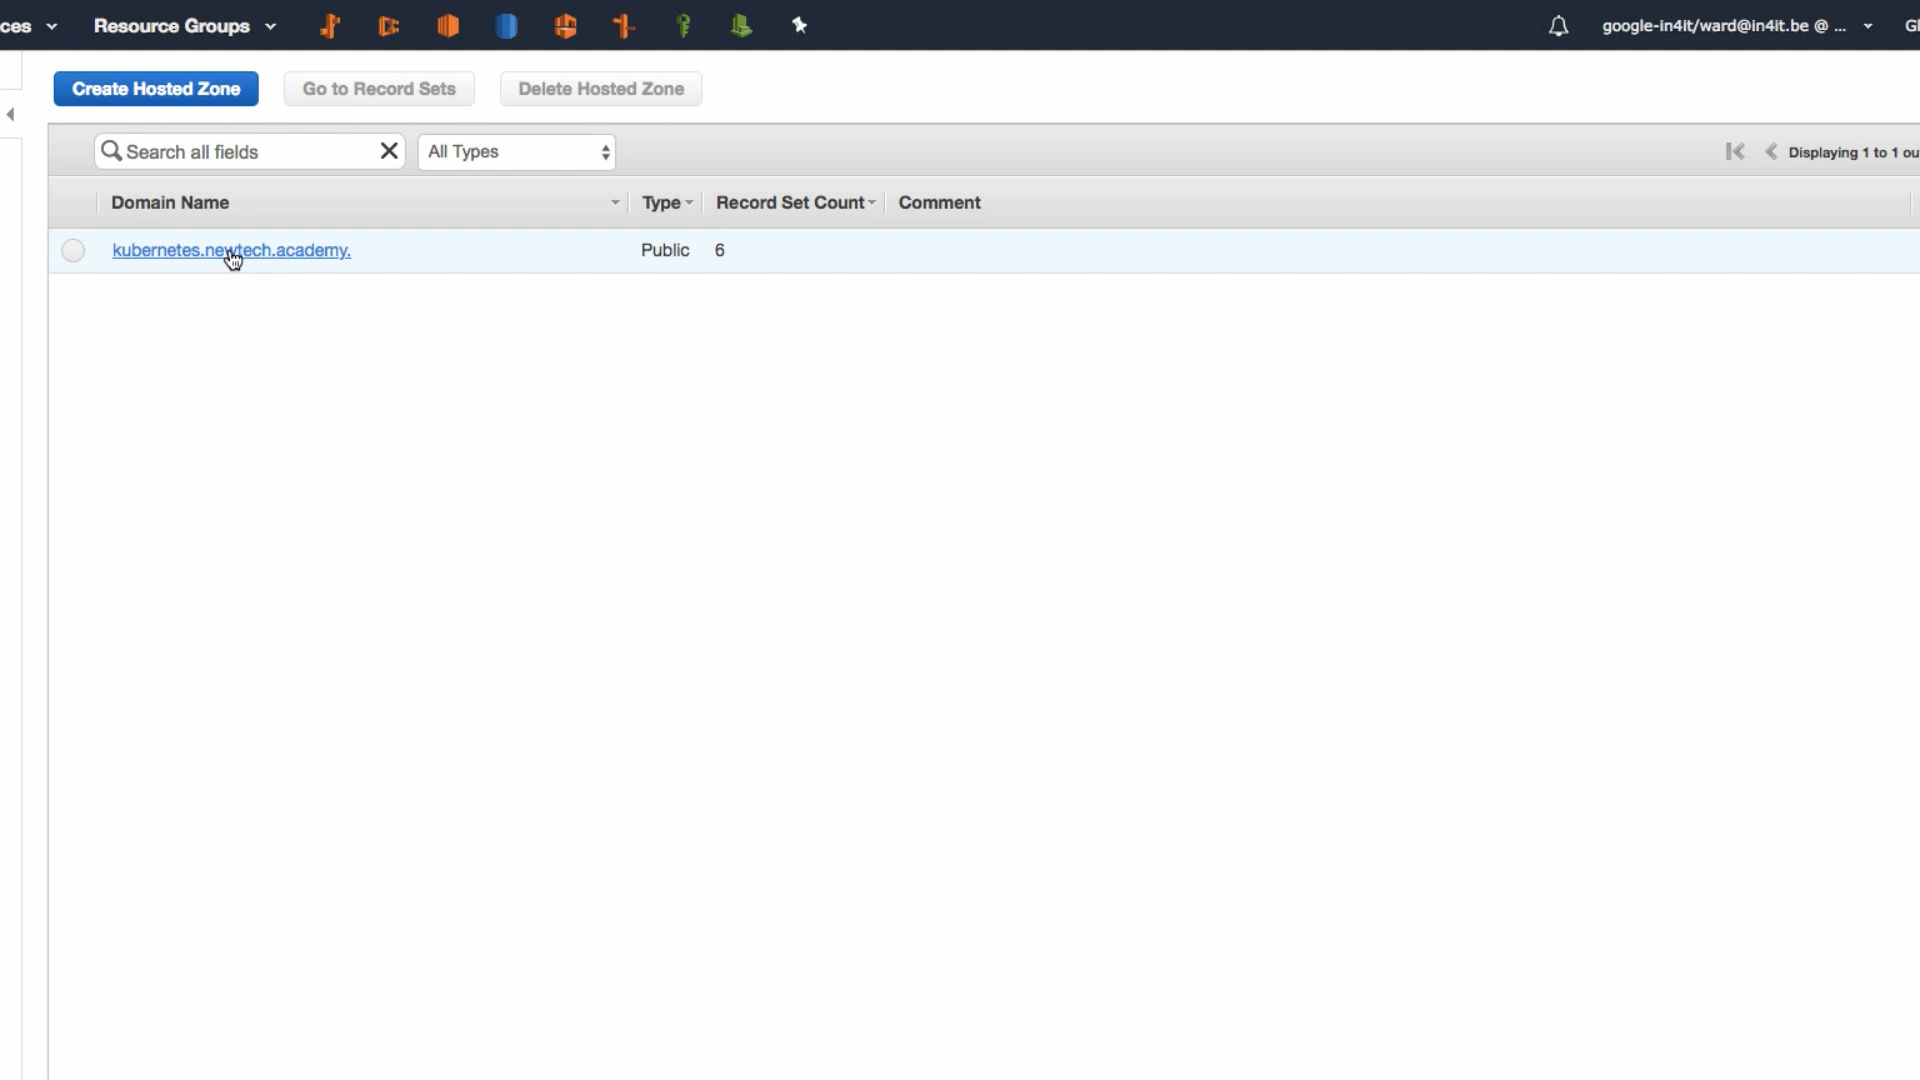 ces Resource Groups google-in4it/ward@in4it.be @ ... Gl
Create Hosted Zone Go to Record Sets Delete Hosted Zone
Search all fields All Types Displaying 1 to 1 ou
Domain Name Type Record Set Count Comment
kubernetes.newtech.academy. Public 6